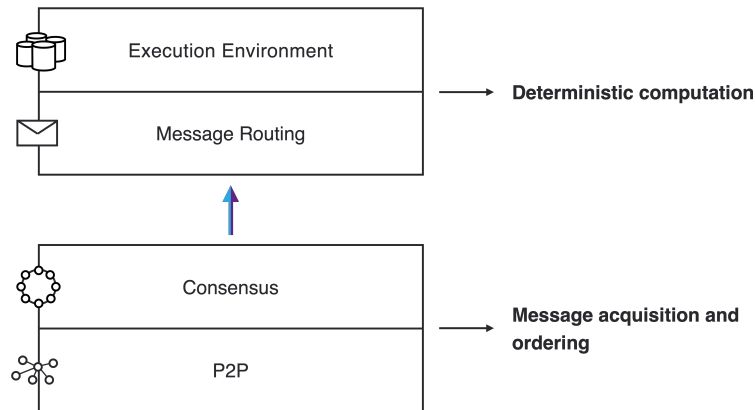 Execution Environment
Deterministic computation
Message Routing
Consensus
Message acquisition and
ordering
P2P